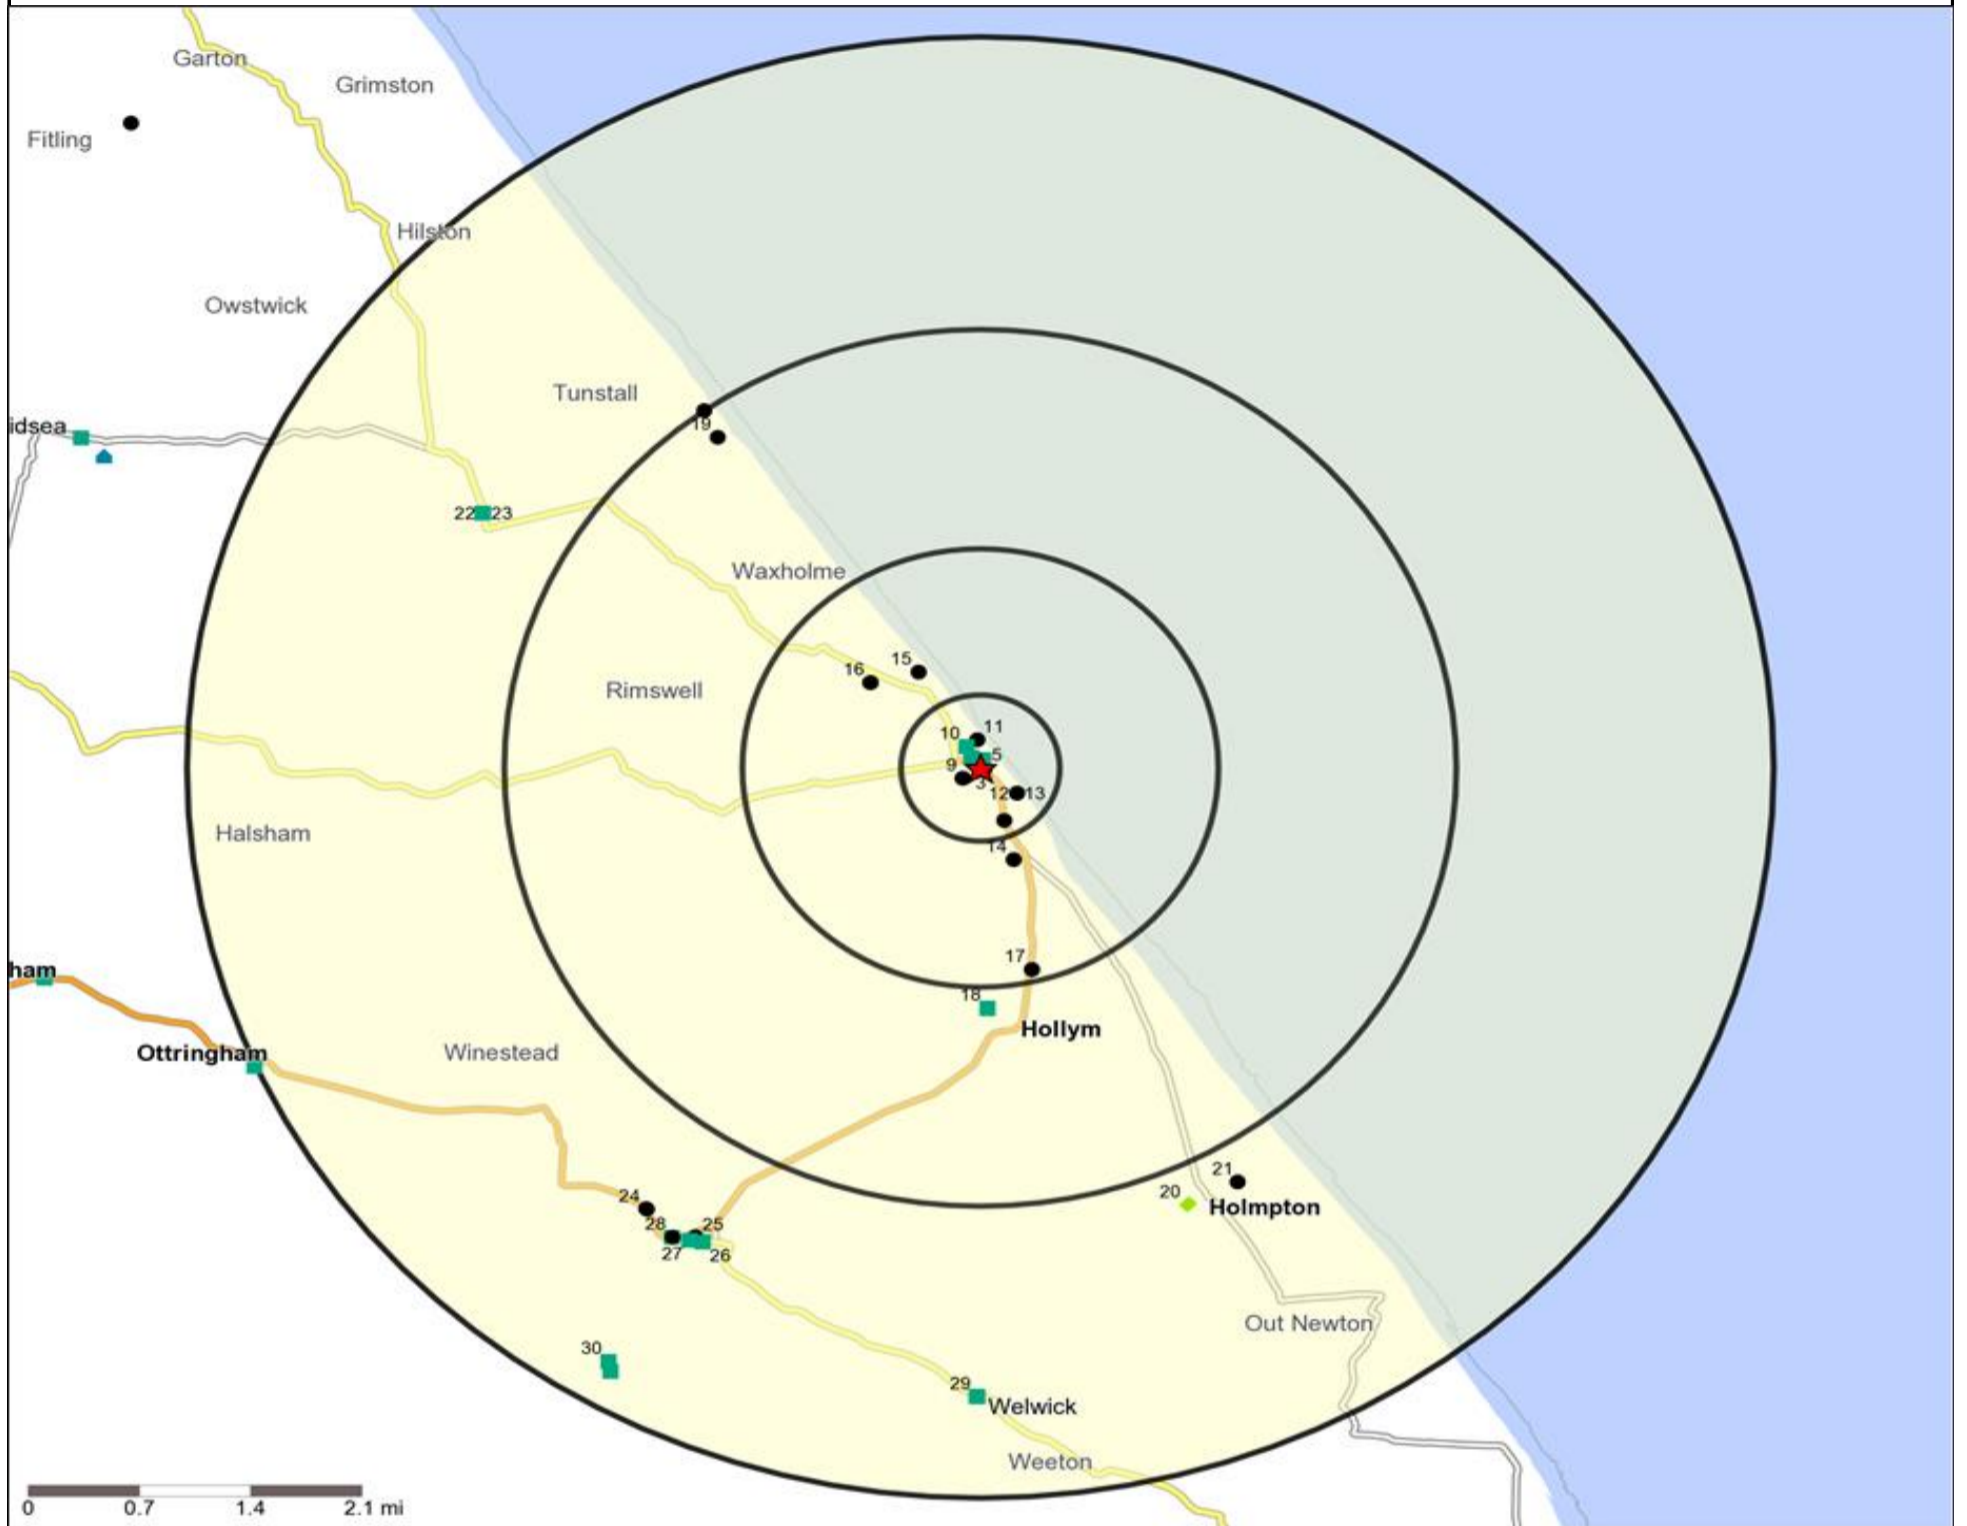 Garton
Grimston
Fitling
Hilston
Owstwick
Tunstall
19
idsea
22 23
Waxholme
15
16
Rimswell
11
10
5
9
3
12 13
Halsham
14
17
ham
18
Hollym
Ottringham
Winestead
21
20
24
Holmpton
28 25
27 26
Out Newton
30
29
Welwick
Weeton
0 0.7 1.4 2.1 mi